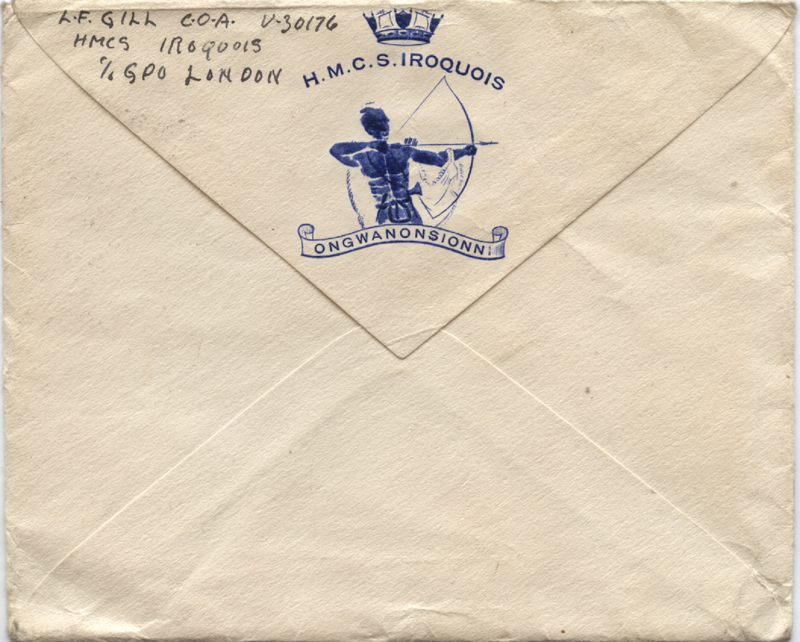 L.F. GILL C.O.A. V-30176
HMCS IROQUOIS
℅ GPO LONDON
H.M.C.S. IROQUOIS
ONGWANONSIONNI